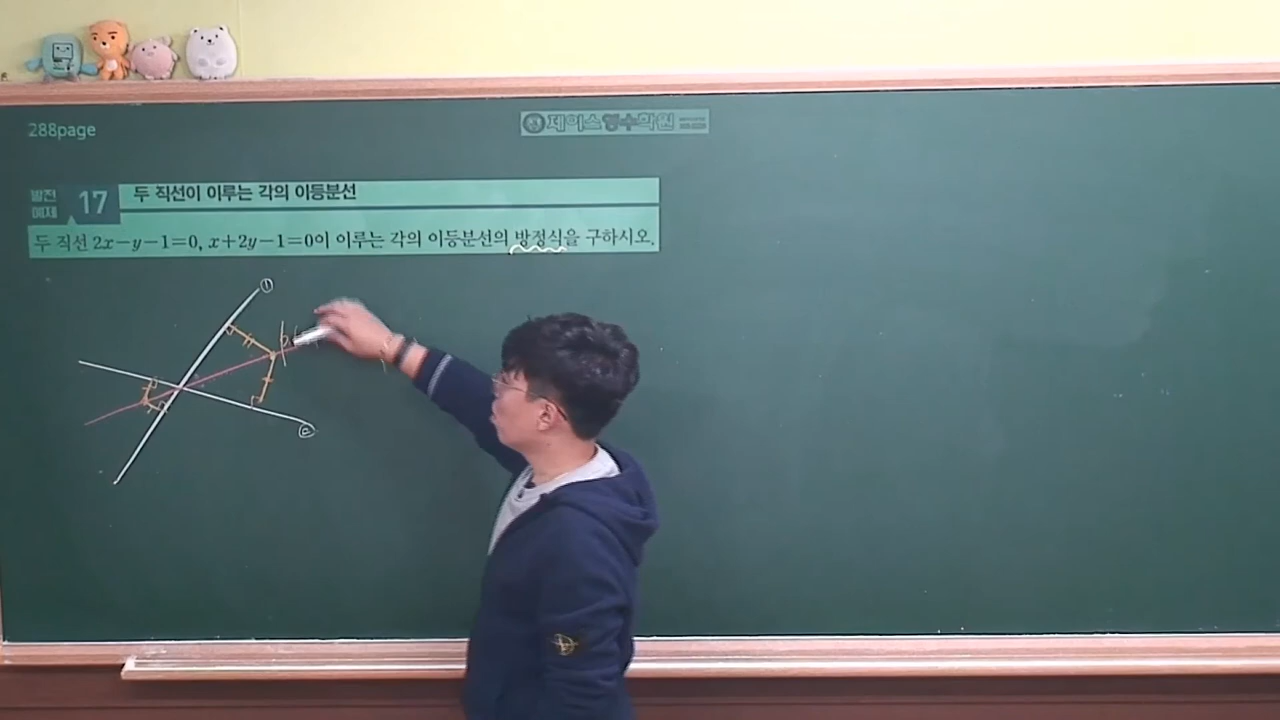 288page
제이스영수학원
발전 예제 17 두 직선이 이루는 각의 이등분선
두 직선 2x−y−1=0, x+2y−1=0이 이루는 각의 이등분선의 방정식을 구하시오.
①
②